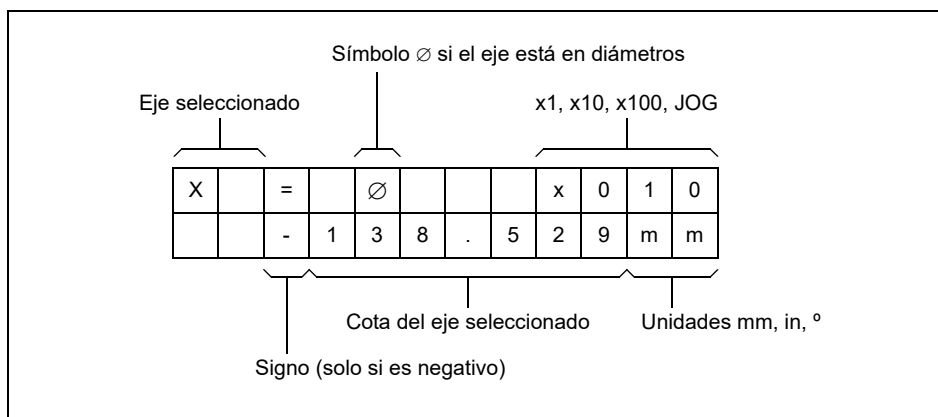 Símbolo ∅ si el eje está en diámetros
Eje seleccionado
x1, x10, x100, JOG
X = ∅ x 0 1 0
- 1 3 8 . 5 2 9 m m
Cota del eje seleccionado
Unidades mm, in, º
Signo (solo si es negativo)